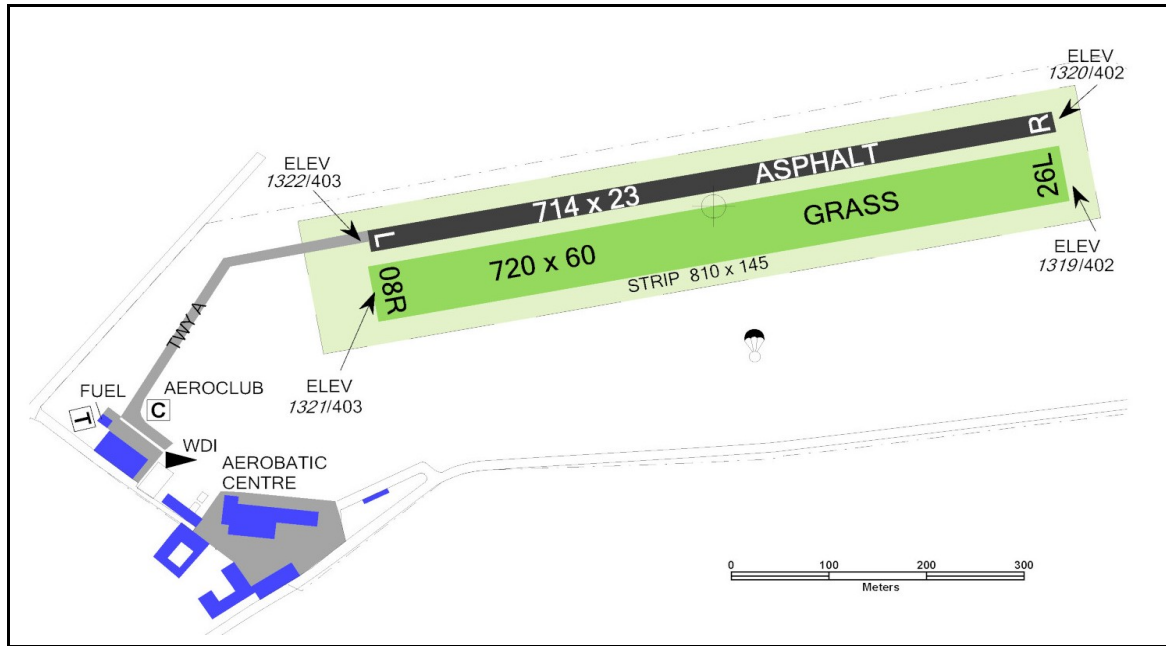 ELEV
1320/402
ELEV
1322/403
R
ASPHALT
714 x 23
L
26L
GRASS
720 x 60
08R
STRIP 810 x 145
ELEV
1319/402
TWY A
FUEL
AEROCLUB
T
C
ELEV
1321/403
WDI
AEROBATIC
CENTRE
0 100 200 300
Meters